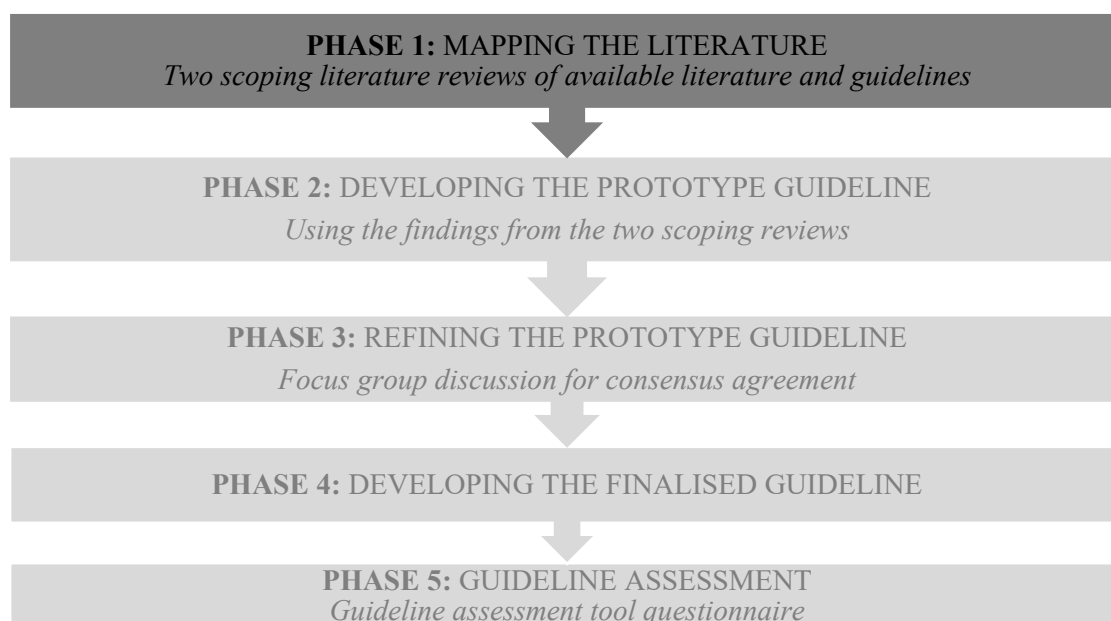 PHASE 1: MAPPING THE LITERATURE
Two scoping literature reviews of available literature and guidelines
PHASE 2: DEVELOPING THE PROTOTYPE GUIDELINE
Using the findings from the two scoping reviews
PHASE 3: REFINING THE PROTOTYPE GUIDELINE
Focus group discussion for consensus agreement
PHASE 4: DEVELOPING THE FINALISED GUIDELINE
PHASE 5: GUIDELINE ASSESSMENT
Guideline assessment tool questionnaire